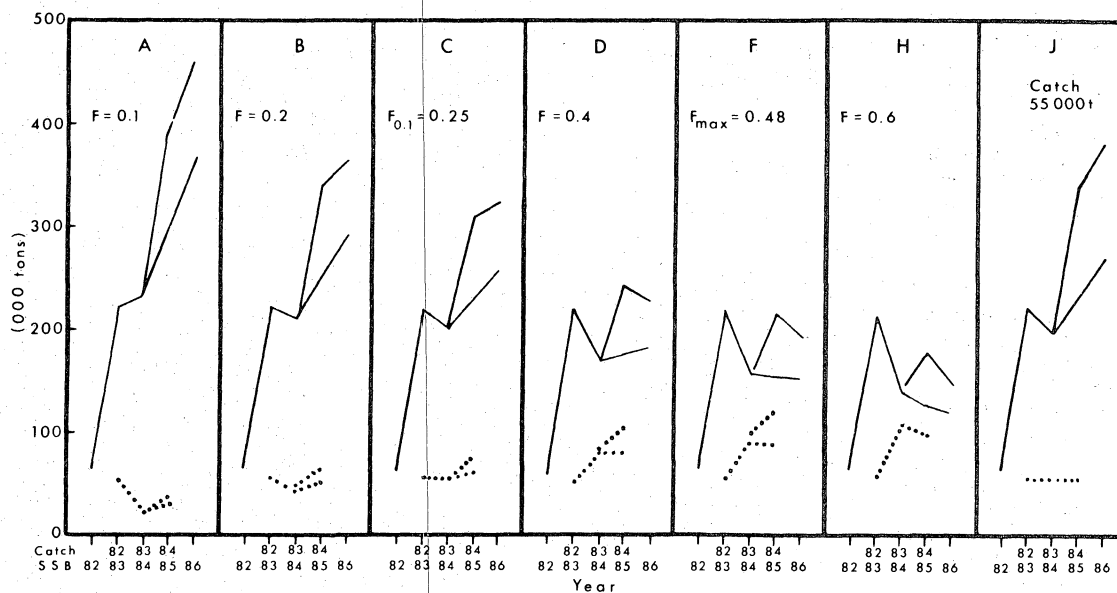 500
400
300
200
100
0
(000 tons)
A
F = 0.1
B
F = 0.2
C
F0.1 = 0.25
D
F = 0.4
F
Fmax = 0.48
H
F = 0.6
J
Catch
55 000 t
Catch 82 83 84 82 83 84 82 83 84 82 83 84 82 83 84 82 83 84 82 83 84
SSB 82 83 84 85 86 82 83 84 85 86 82 83 84 85 86 82 83 84 85 86 82 83 84 85 86 82 83 84 85 86 82 83 84 85 86
Year